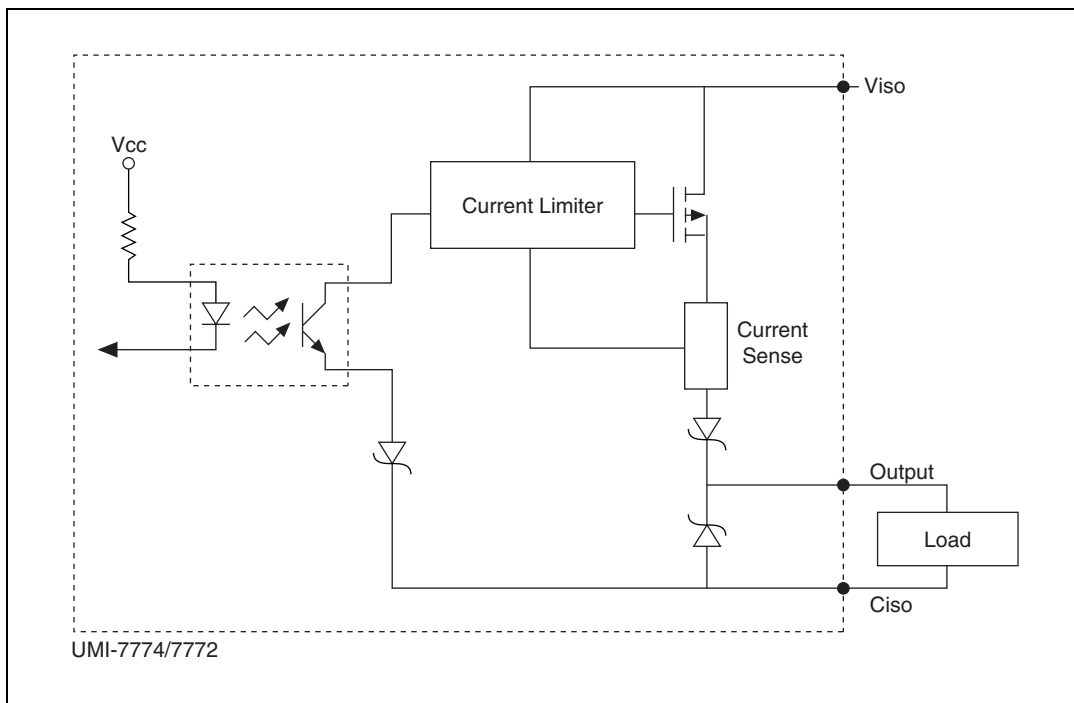 Viso
Vcc
Current Limiter
Current
Sense
Output
Load
Ciso
UMI-7774/7772